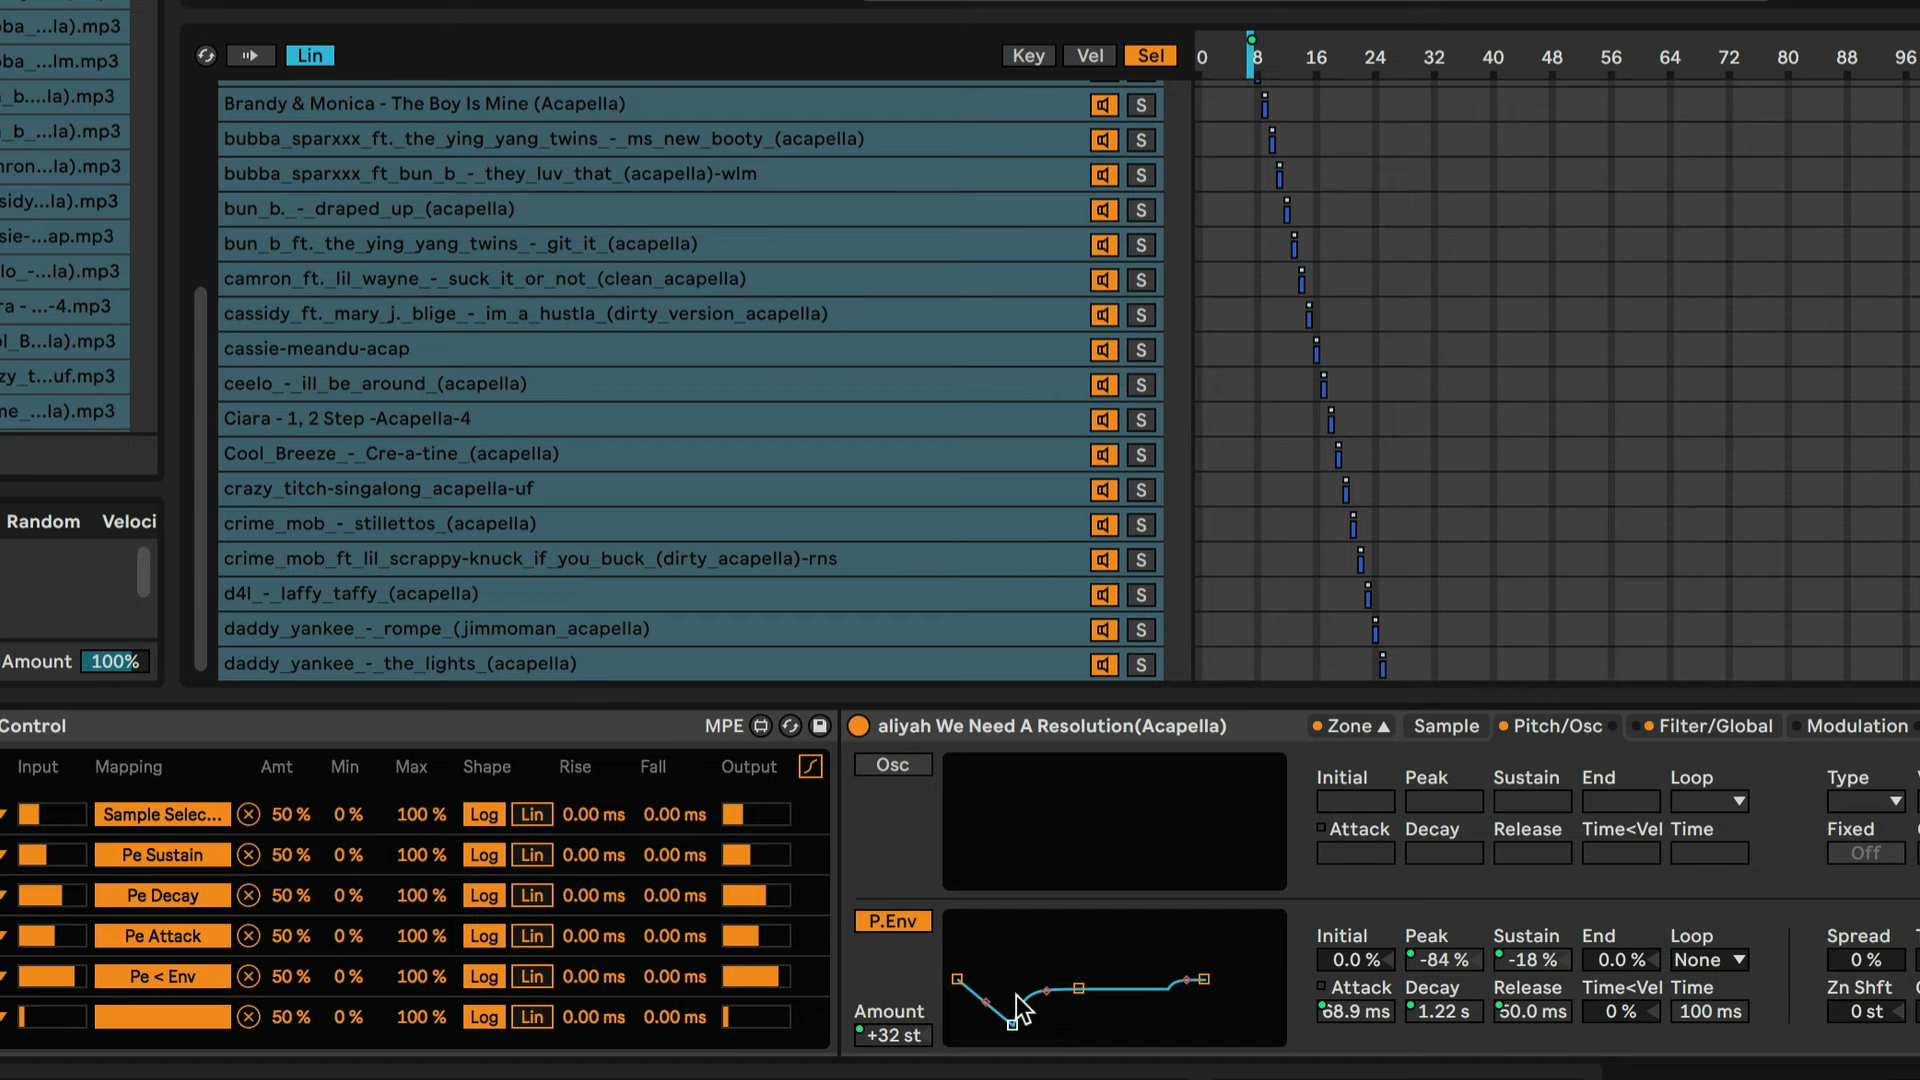 ba_...la).mp3
ba_...lm.mp3
_b....la).mp3
_b_...la).mp3
ron...la).mp3
sidy...la).mp3
sie-...ap.mp3
lo_-...la).mp3
ra - ...-4.mp3
ol_B...la).mp3
zy_t...uf.mp3
me_...la).mp3
Random Veloci
Amount 100%
Lin Key Vel Sel 0 8 16 24 32 40 48 56 64 72 80 88 96
Brandy & Monica - The Boy Is Mine (Acapella) S
bubba_sparxxx_ft._the_ying_yang_twins_-_ms_new_booty_(acapella) S
bubba_sparxxx_ft_bun_b_-_they_luv_that_(acapella)-wlm S
bun_b._-_draped_up_(acapella) S
bun_b_ft._the_ying_yang_twins_-_git_it_(acapella) S
camron_ft._lil_wayne_-_suck_it_or_not_(clean_acapella) S
cassidy_ft._mary_j._blige_-_im_a_hustla_(dirty_version_acapella) S
cassie-meandu-acap S
ceelo_-_ill_be_around_(acapella) S
Ciara - 1, 2 Step -Acapella-4 S
Cool_Breeze_-_Cre-a-tine_(acapella) S
crazy_titch-singalong_acapella-uf S
crime_mob_-_stillettos_(acapella) S
crime_mob_ft_lil_scrappy-knuck_if_you_buck_(dirty_acapella)-rns S
d4l_-_laffy_taffy_(acapella) S
daddy_yankee_-_rompe_(jimmoman_acapella) S
daddy_yankee_-_the_lights_(acapella) S
Control MPE
Input Mapping Amt Min Max Shape Rise Fall Output
Sample Selec... 50 % 0 % 100 % Log Lin 0.00 ms 0.00 ms
Pe Sustain 50 % 0 % 100 % Log Lin 0.00 ms 0.00 ms
Pe Decay 50 % 0 % 100 % Log Lin 0.00 ms 0.00 ms
Pe Attack 50 % 0 % 100 % Log Lin 0.00 ms 0.00 ms
Pe < Env 50 % 0 % 100 % Log Lin 0.00 ms 0.00 ms
50 % 0 % 100 % Log Lin 0.00 ms 0.00 ms
aliyah We Need A Resolution(Acapella) Zone Sample Pitch/Osc Filter/Global Modulation
Osc
Initial Peak Sustain End Loop Type
Attack Decay Release Time<Vel Time Fixed
Off
P.Env
Initial Peak Sustain End Loop Spread
0.0 % -84 % -18 % 0.0 % None 0 %
Attack Decay Release Time<Vel Time Zn Shft
68.9 ms 1.22 s 50.0 ms 0 % 100 ms 0 st
Amount
+32 st